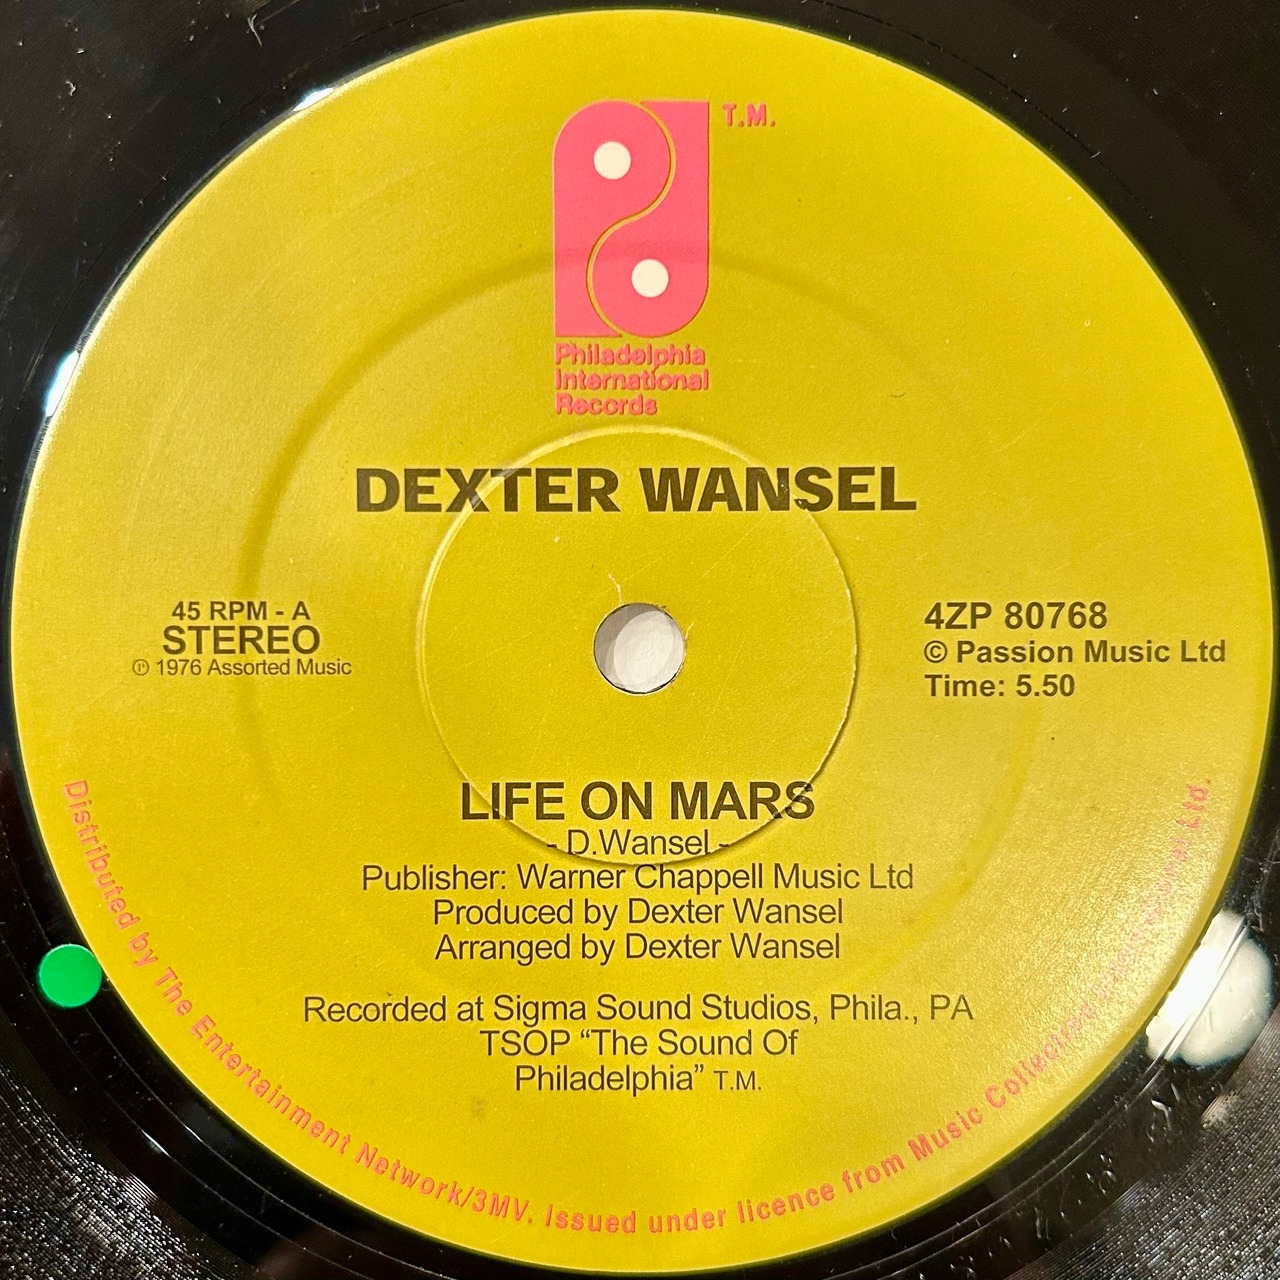 T.M.
Philadelphia
International
Records
DEXTER WANSEL
45 RPM - A
STEREO
℗ 1976 Assorted Music
4ZP 80768
© Passion Music Ltd
Time: 5.50
LIFE ON MARS
- D.Wansel -
Publisher: Warner Chappell Music Ltd
Produced by Dexter Wansel
Arranged by Dexter Wansel
Recorded at Sigma Sound Studios, Phila., PA
TSOP “The Sound Of
Philadelphia” T.M.
Distributed by The Entertainment Network/3MV. Issued under licence from Music Collection International Ltd.